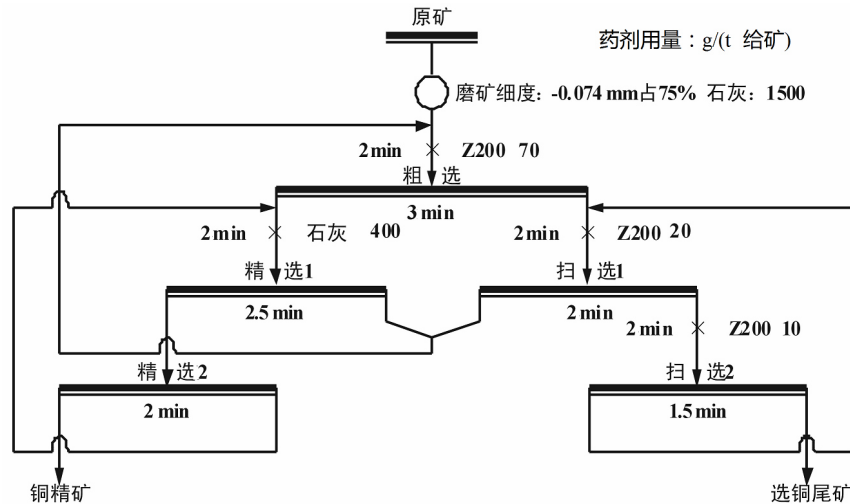 原矿
药剂用量：g/(t 给矿)
磨矿细度：-0.074 mm占75% 石灰：1500
2 min Z200 70
粗 选
3 min
2 min 石灰 400
2 min Z200 20
精 选1
扫 选1
2.5 min
2 min
2 min Z200 10
精 选2
扫 选2
2 min
1.5 min
铜精矿
选铜尾矿